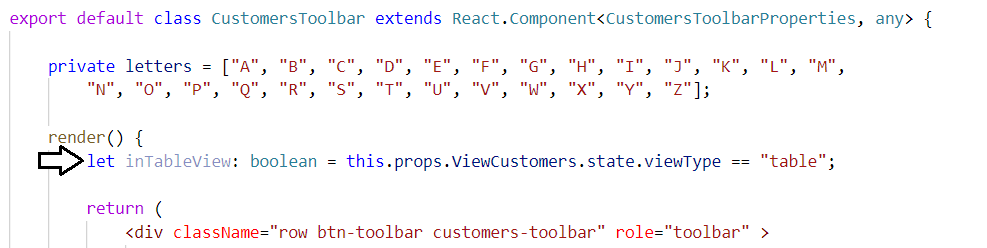 export default class CustomersToolbar extends React.Component<CustomersToolbarProperties, any> {
private letters = ["A", "B", "C", "D", "E", "F", "G", "H", "I", "J", "K", "L", "M",
"N", "O", "P", "Q", "R", "S", "T", "U", "V", "W", "X", "Y", "Z"];
render() {
let inTableView: boolean = this.props.ViewCustomers.state.viewType == "table";
return (
<div className="row btn-toolbar customers-toolbar" role="toolbar" >